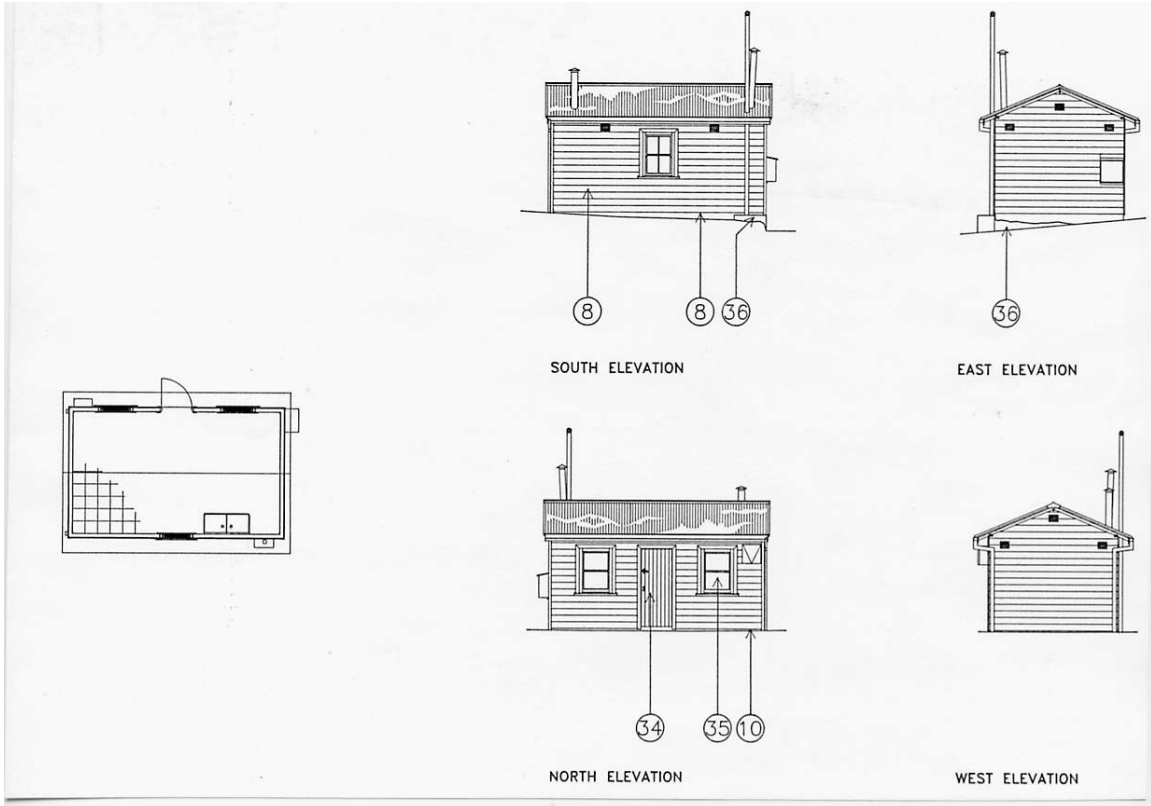 8 8 36
36
SOUTH ELEVATION
EAST ELEVATION
34 35 10
NORTH ELEVATION
WEST ELEVATION